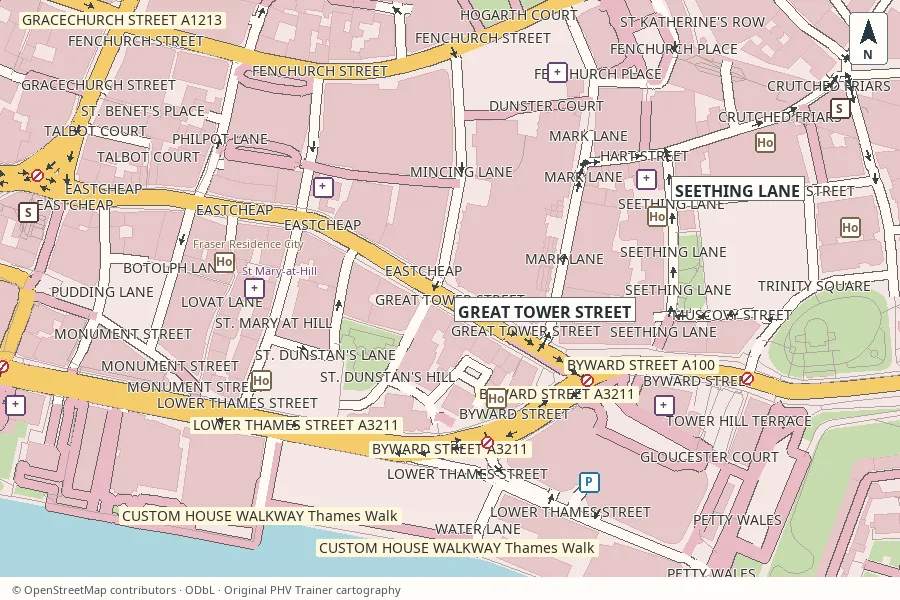 GRACECHURCH STREET A1213
HOGARTH COURT
ST KATHERINE'S ROW
FENCHURCH STREET
FENCHURCH STREET
FENCHURCH PLACE
N
FENCHURCH STREET
FENCHURCH PLACE
GRACECHURCH STREET
CRUTCHED FRIARS
DUNSTER COURT
S
ST. BENET'S PLACE
CRUTCHED FRIARS
TALBOT COURT
PHILPOT LANE
MARK LANE
Ho
TALBOT COURT
HART STREET
MINCING LANE
MARK LANE
EASTCHEAP
SEETHING LANE
STREET
EASTCHEAP
SEETHING LANE
S
EASTCHEAP
Ho
EASTCHEAP
Ho
Fraser Residence City
SEETHING LANE
Ho
MARK LANE
BOTOLPH LANE
St Mary-at-Hill
EASTCHEAP
PUDDING LANE
SEETHING LANE
TRINITY SQUARE
LOVAT LANE
GREAT TOWER STREET
GREAT TOWER STREET
MUSCOVY STREET
ST. MARY AT HILL
GREAT TOWER STREET
SEETHING LANE
MONUMENT STREET
ST. DUNSTAN'S LANE
MONUMENT STREET
BYWARD STREET A100
ST. DUNSTAN'S HILL
Ho
BYWARD STREET
MONUMENT STREET
BYWARD STREET A3211
Ho
LOWER THAMES STREET
BYWARD STREET
TOWER HILL TERRACE
LOWER THAMES STREET A3211
BYWARD STREET A3211
GLOUCESTER COURT
LOWER THAMES STREET
P
LOWER THAMES STREET
CUSTOM HOUSE WALKWAY Thames Walk
PETTY WALES
WATER LANE
CUSTOM HOUSE WALKWAY Thames Walk
PETTY WALES
© OpenStreetMap contributors · ODbL · Original PHV Trainer cartography